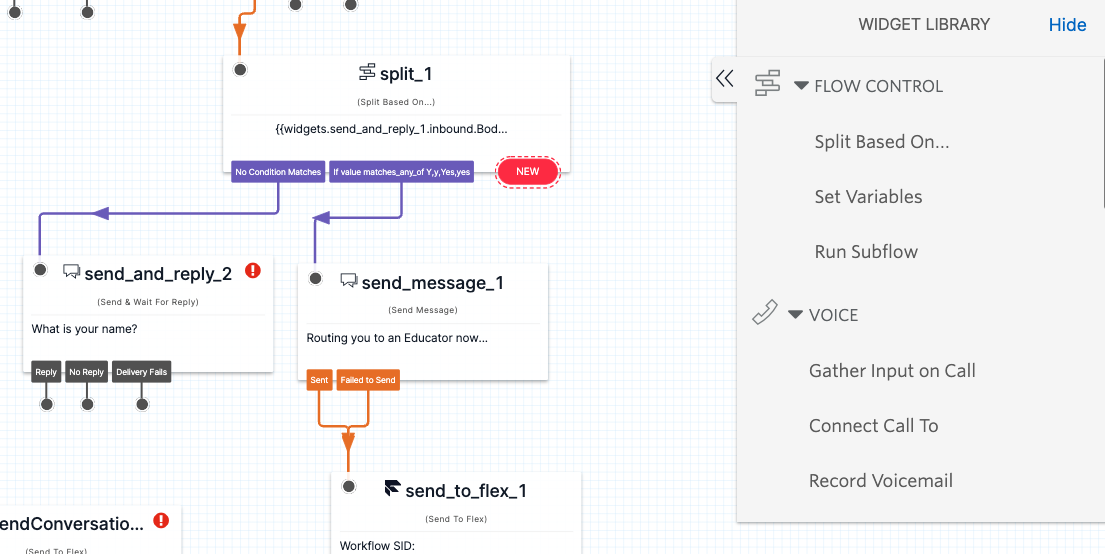 WIDGET LIBRARY
Hide
FLOW CONTROL
Split Based On...
Set Variables
Run Subflow
VOICE
Gather Input on Call
Connect Call To
Record Voicemail
split_1
(Split Based On...)
{{widgets.send_and_reply_1.inbound.Bod...
No Condition Matches
If value matches_any_of Y,y,Yes,yes
NEW
send_and_reply_2
(Send & Wait For Reply)
What is your name?
Reply
No Reply
Delivery Fails
send_message_1
(Send Message)
Routing you to an Educator now...
Sent
Failed to Send
send_to_flex_1
(Send To Flex)
Workflow SID:
endConversatio...
(Send To Flex)